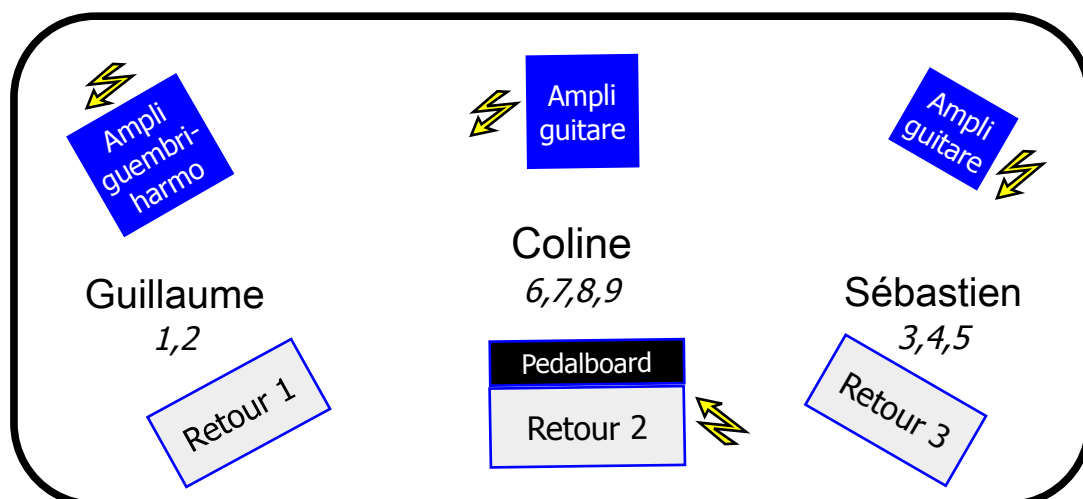 Ampli
guembri-
harmo
Ampli
guitare
Ampli
guitare
Guillaume
1,2
Coline
6,7,8,9
Sébastien
3,4,5
Retour 1
Pedalboard
Retour 2
Retour 3